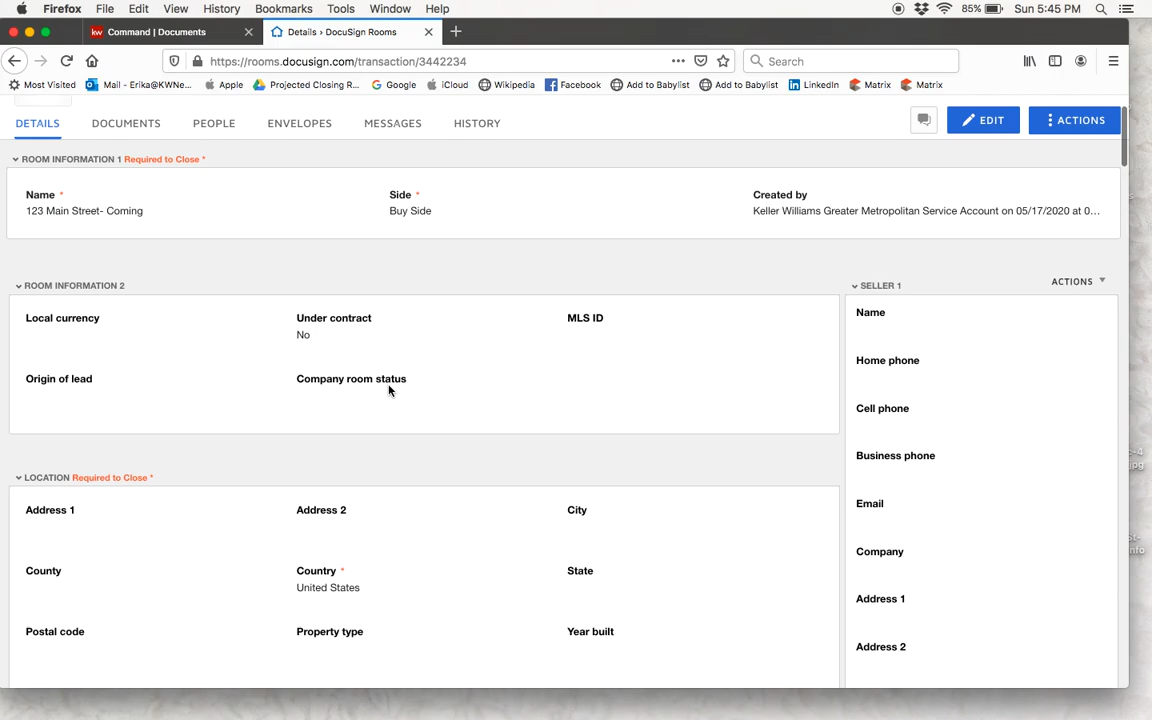 Firefox File Edit View History Bookmarks Tools Window Help 85% Sun 5:45 PM
kw Command | Documents Details › DocuSign Rooms
https://rooms.docusign.com/transaction/3442234 Search
Most Visited Mail - Erika@KWNe... Apple Projected Closing R... Google iCloud Wikipedia Facebook Add to Babylist Add to Babylist LinkedIn Matrix Matrix
DETAILS DOCUMENTS PEOPLE ENVELOPES MESSAGES HISTORY EDIT ACTIONS
ROOM INFORMATION 1 Required to Close *
Name * Side * Created by
123 Main Street- Coming Buy Side Keller Williams Greater Metropolitan Service Account on 05/17/2020 at 0...
ROOM INFORMATION 2
Local currency Under contract MLS ID
No
Origin of lead Company room status
LOCATION Required to Close *
Address 1 Address 2 City
County Country * State
United States
Postal code Property type Year built
ACTIONS
SELLER 1
Name
Home phone
Cell phone
Business phone
Email
Company
Address 1
Address 2